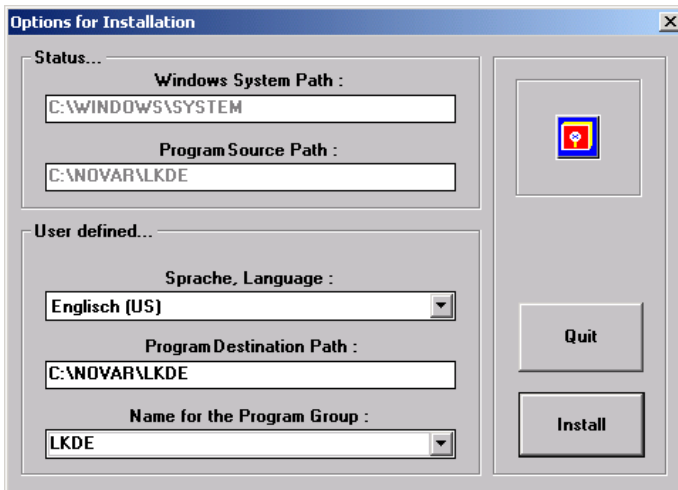 Options for Installation
Status...
Windows System Path :
C:\WINDOWS\SYSTEM
Program Source Path :
C:\NOVAR\LKDE
User defined...
Sprache, Language :
Englisch (US)
Program Destination Path :
C:\NOVAR\LKDE
Name for the Program Group :
LKDE
Quit
Install